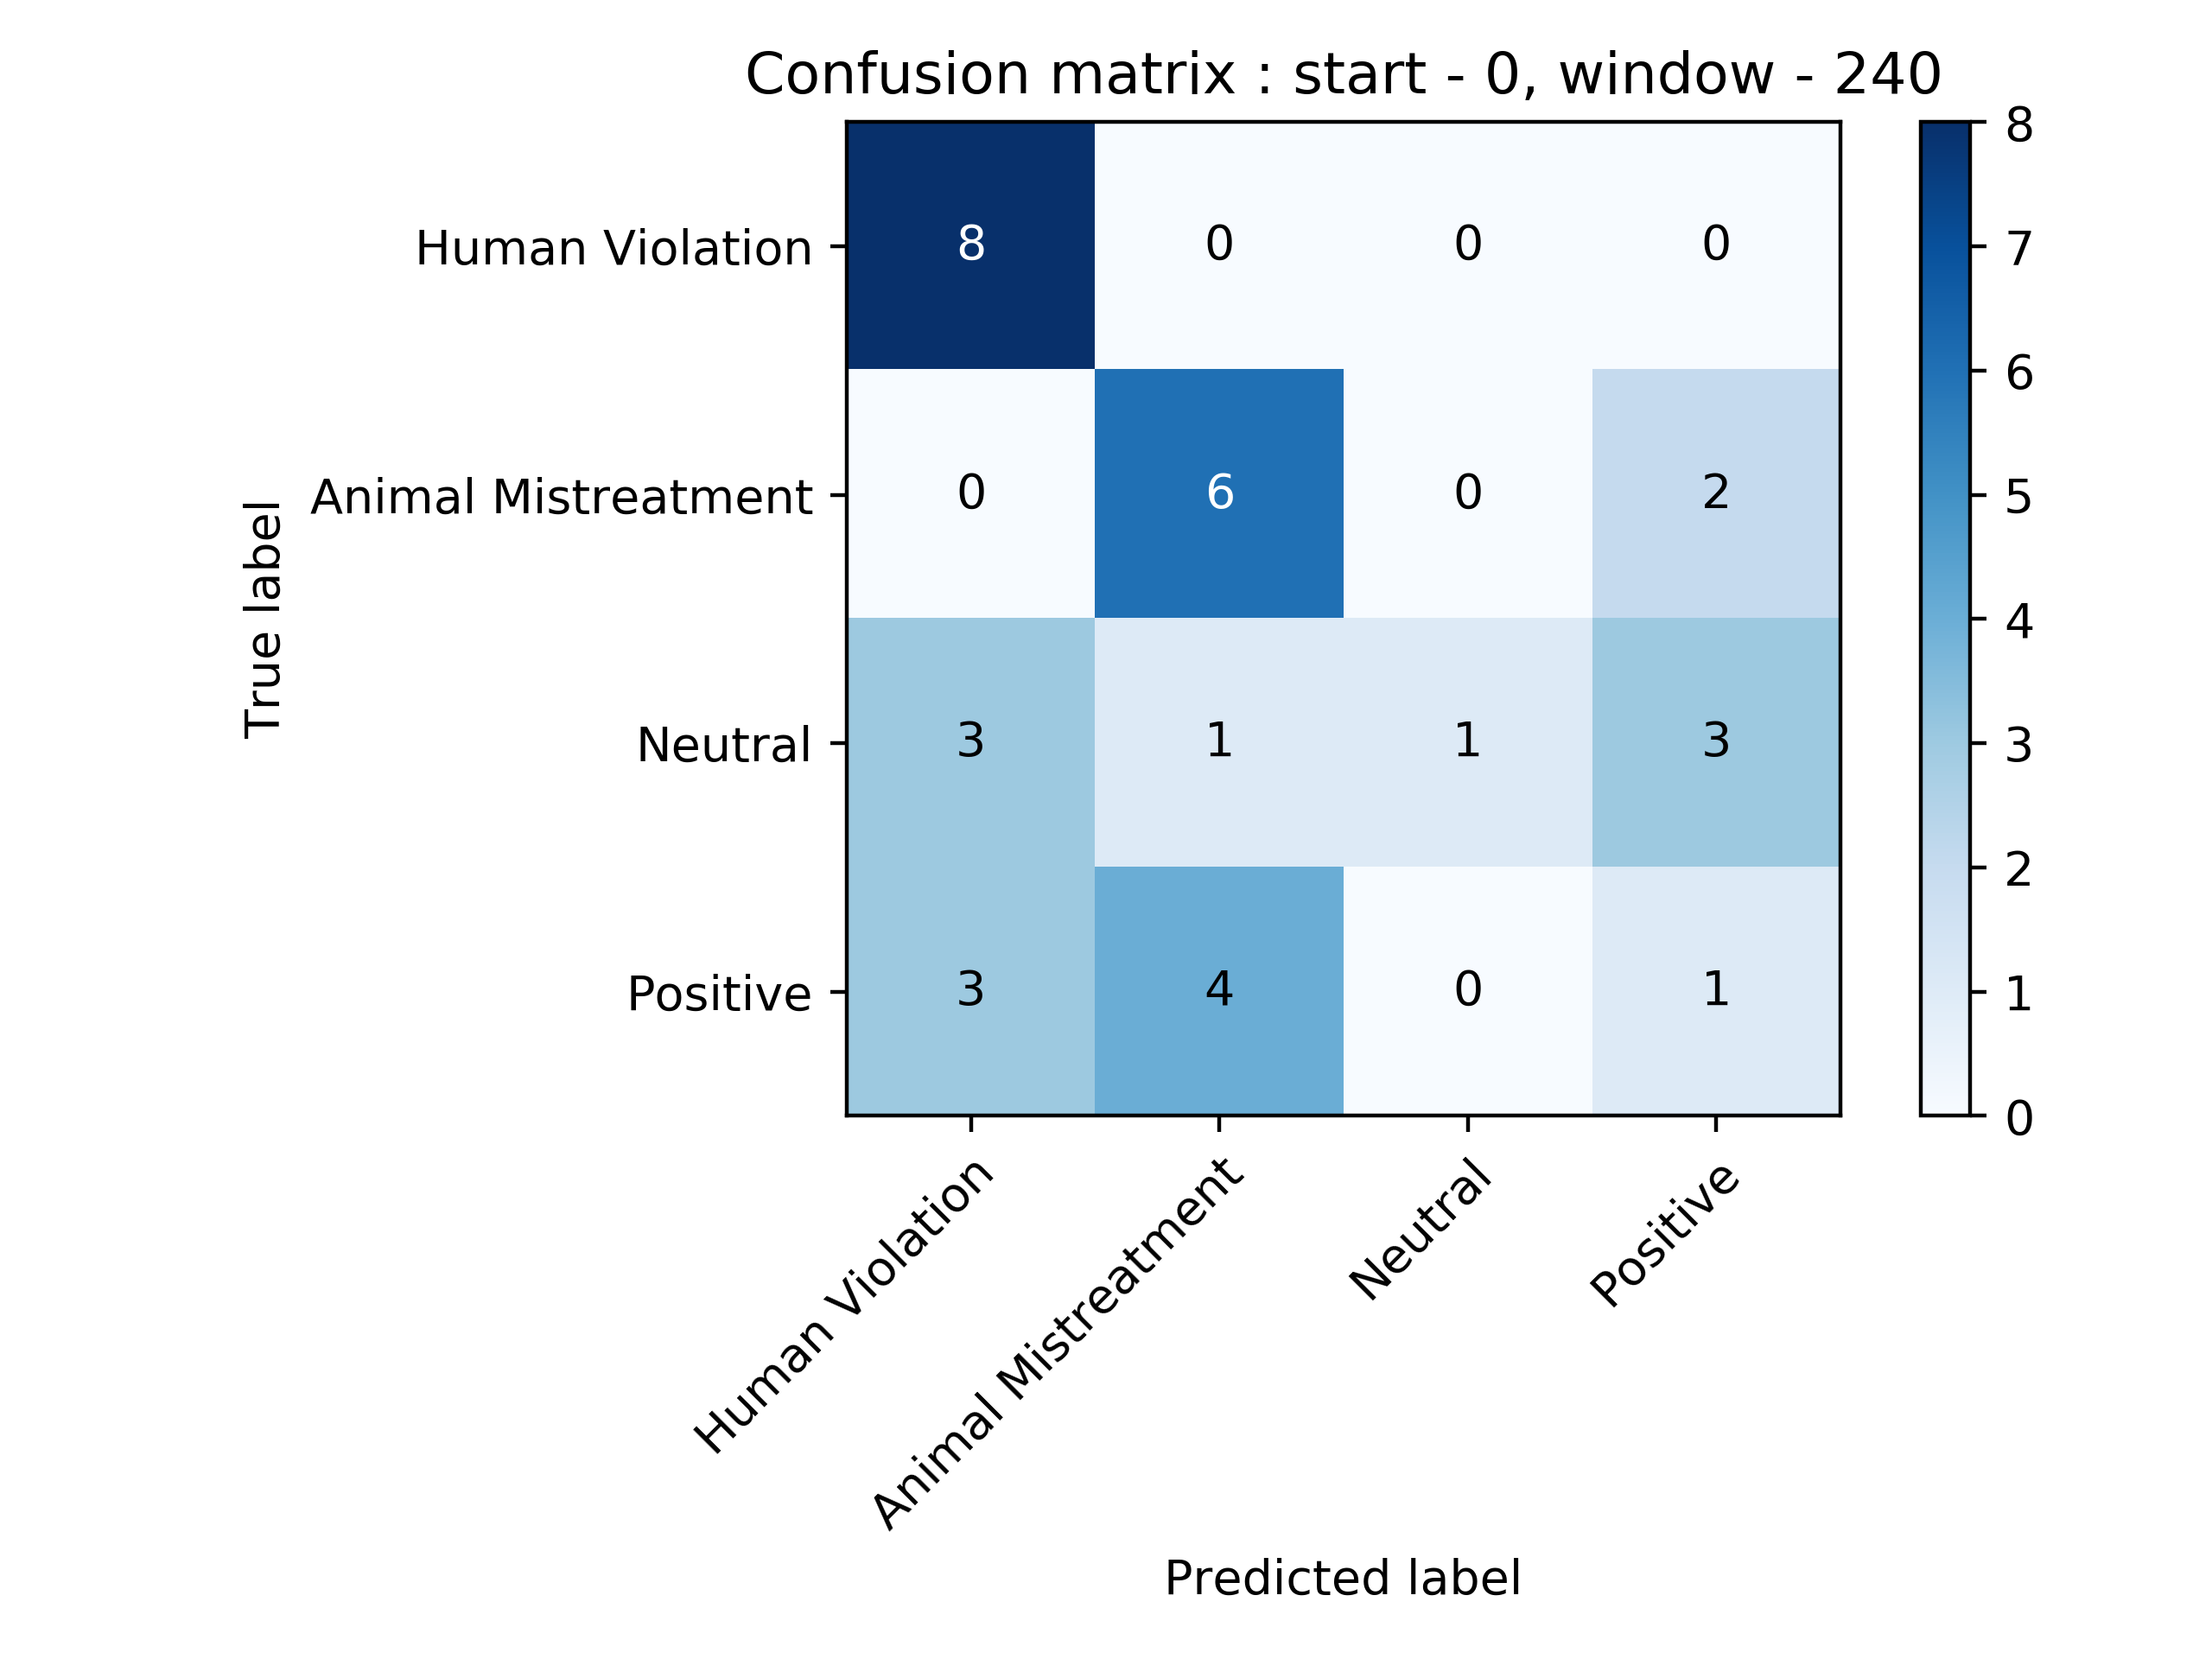 Confusion matrix : start - 0, window - 240
Human Violation 8 0 0 0
Animal Mistreatment 0 6 0 2
Neutral 3 1 1 3
Positive 3 4 0 1
True label
Human Violation
Animal Mistreatment
Neutral
Positive
Predicted label
8
7
6
5
4
3
2
1
0